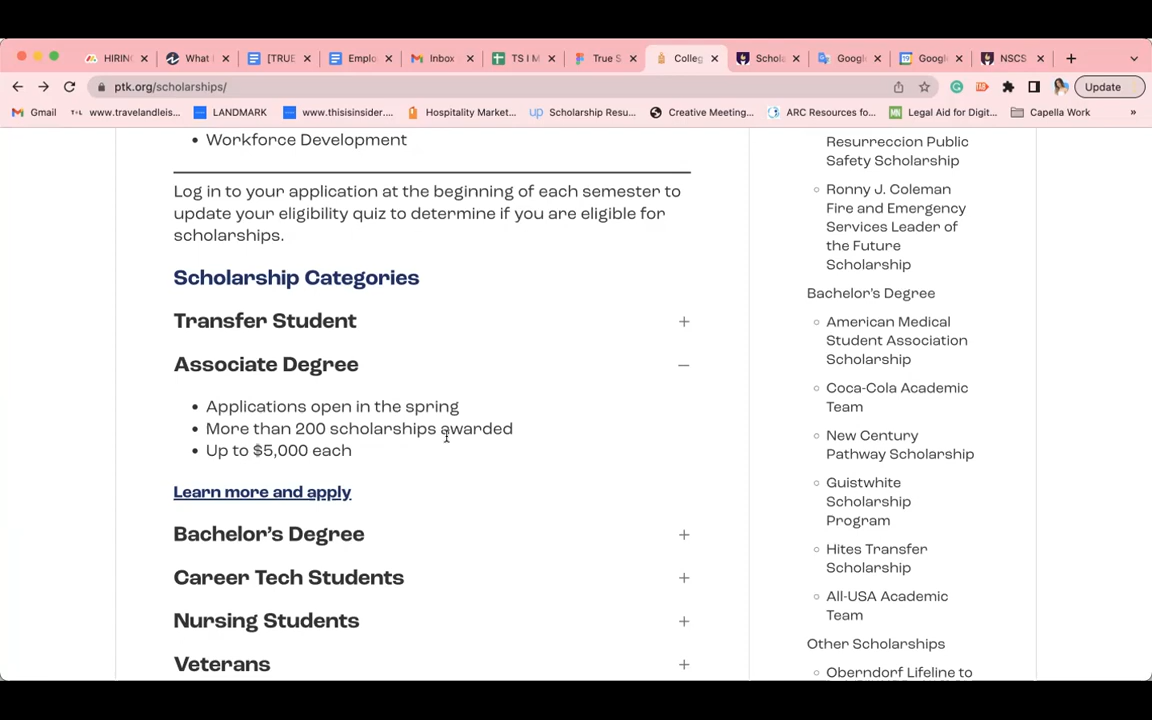 HIRIN
What
[TRUE
Emplo
Inbox
TS I M
True S
Colleg
Schola
Google
Google
NSCS
ptk.org/scholarships/
Update
Gmail
www.travelandleis...
LANDMARK
www.thisisinsider....
Hospitality Market...
Scholarship Resu...
Creative Meeting...
ARC Resources fo...
Legal Aid for Digit...
Capella Work
Workforce Development
Log in to your application at the beginning of each semester to
update your eligibility quiz to determine if you are eligible for
scholarships.
Scholarship Categories
Transfer Student
Associate Degree
Applications open in the spring
More than 200 scholarships awarded
Up to $5,000 each
Learn more and apply
Bachelor's Degree
Career Tech Students
Nursing Students
Veterans
Resurreccion Public
Safety Scholarship
Ronny J. Coleman
Fire and Emergency
Services Leader of
the Future
Scholarship
Bachelor's Degree
American Medical
Student Association
Scholarship
Coca-Cola Academic
Team
New Century
Pathway Scholarship
Guistwhite
Scholarship
Program
Hites Transfer
Scholarship
All-USA Academic
Team
Other Scholarships
Oberndorf Lifeline to